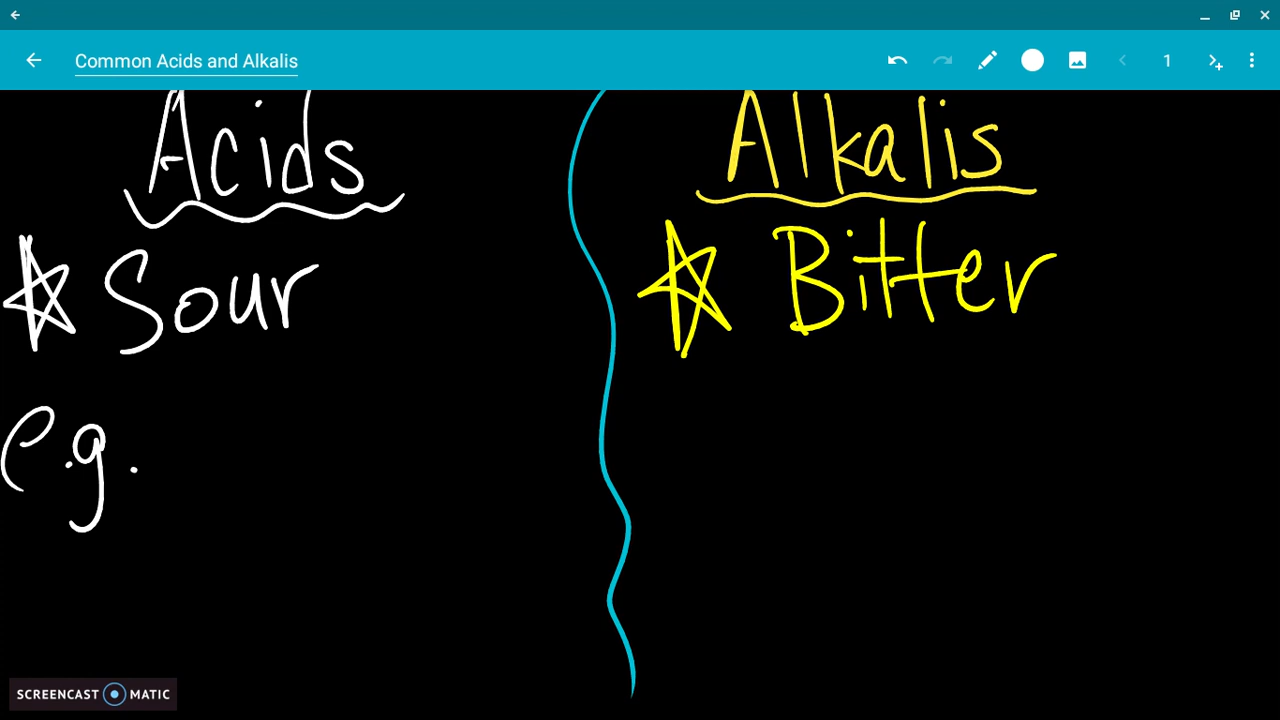 Common Acids and Alkalis
1
Acids
Alkalis
Sour
Bitter
e.g.
SCREENCAST MATIC